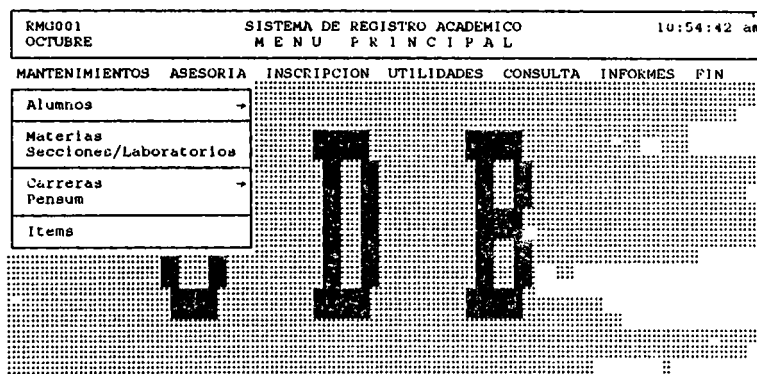 RMG001 SISTEMA DE REGISTRO ACADEMICO 10:54:42 am
OCTUBRE M E N U P R I N C I P A L
MANTENIMIENTOS ASESORIA INSCRIPCION UTILIDADES CONSULTA INFORMES FIN
Alumnos →
Materias
Secciones/Laboratorios
Carreras →
Pensum
Items
U D B